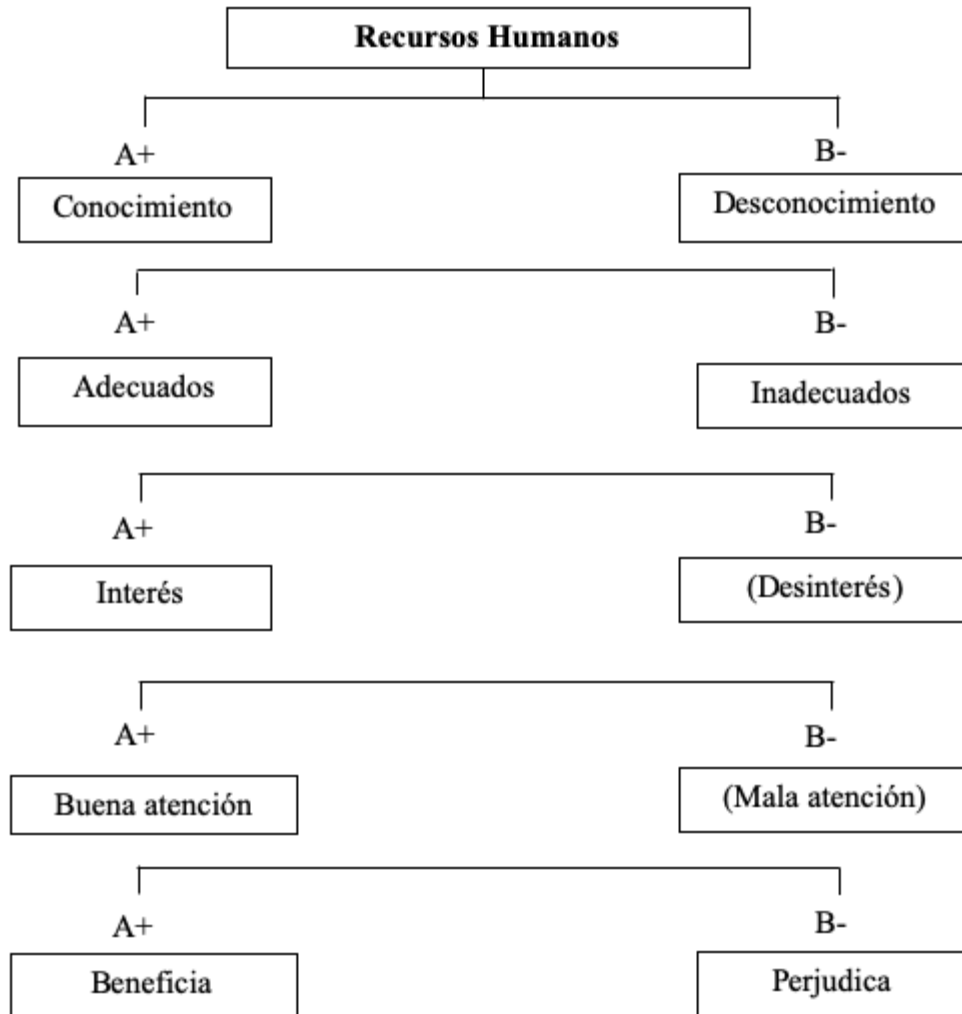 Recursos Humanos
A+
B-
Conocimiento
Desconocimiento
A+
B-
Adecuados
Inadecuados
A+
B-
Interés
(Desinterés)
A+
B-
Buena atención
(Mala atención)
A+
B-
Beneficia
Perjudica